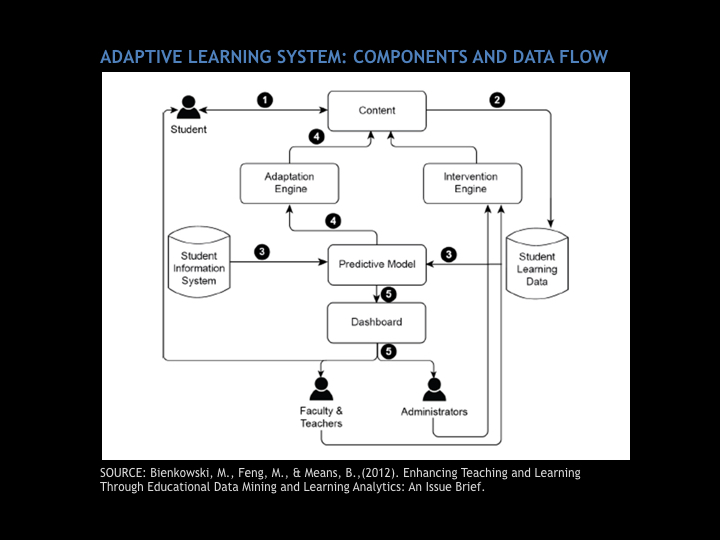 ADAPTIVE LEARNING SYSTEM: COMPONENTS AND DATA FLOW
1
Content
2
Student
4
Adaptation
Engine
Intervention
Engine
4
Student
Information
System
3
Predictive Model
3
Student
Learning
Data
5
Dashboard
5
Faculty &
Teachers
Administrators
SOURCE: Bienkowski, M., Feng, M., & Means, B.,(2012). Enhancing Teaching and Learning
Through Educational Data Mining and Learning Analytics: An Issue Brief.